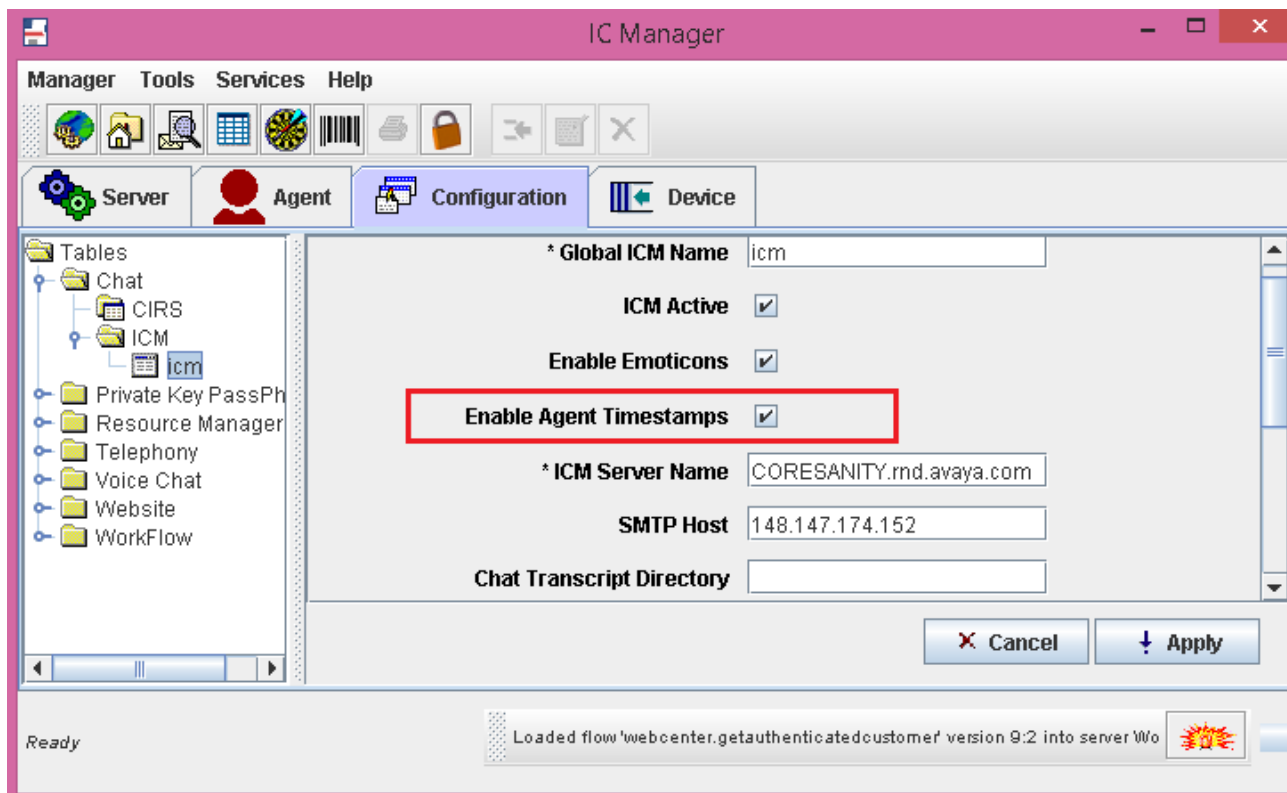 IC Manager
Manager Tools Services Help
Server Agent Configuration Device
Tables
Chat
CIRS
ICM
icm
Private Key PassPh
Resource Manager
Telephony
Voice Chat
Website
WorkFlow
* Global ICM Name icm
ICM Active
Enable Emoticons
Enable Agent Timestamps
* ICM Server Name CORESANITY.rnd.avaya.com
SMTP Host 148.147.174.152
Chat Transcript Directory
Cancel Apply
Ready
Loaded flow 'webcenter.getauthenticatedcustomer' version 9:2 into server Wo